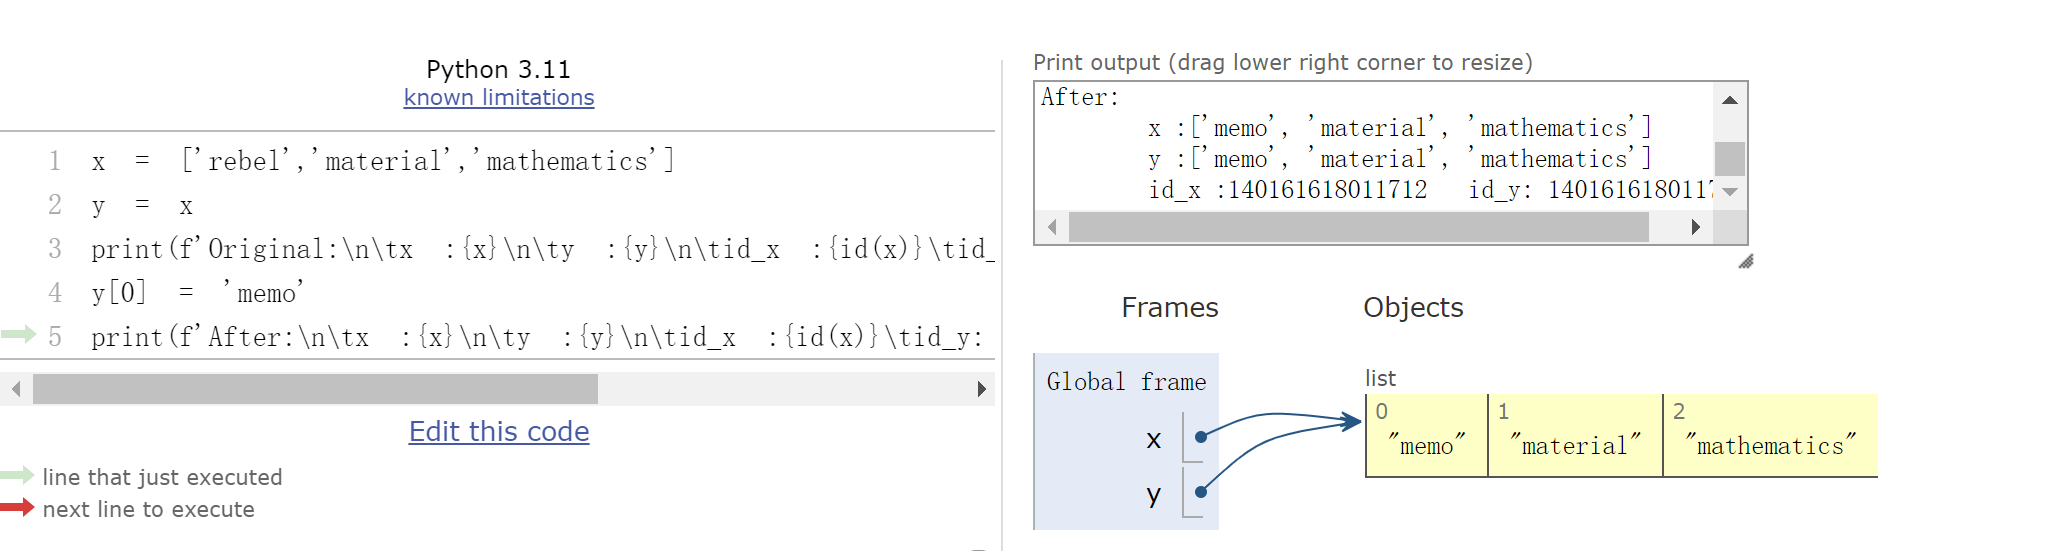 Python 3.11
known limitations
1 x = ['rebel','material','mathematics']
2 y = x
3 print(f'Original:\n\tx :{x}\n\ty :{y}\n\tid_x :{id(x)}\tid_
4 y[0] = 'memo'
5 print(f'After:\n\tx :{x}\n\ty :{y}\n\tid_x :{id(x)}\tid_y:
Edit this code
line that just executed
next line to execute
Print output (drag lower right corner to resize)
After:
x :['memo', 'material', 'mathematics']
y :['memo', 'material', 'mathematics']
id_x :140161618011712 id_y: 1401616180117
Frames Objects
Global frame
x
y
list
0 1 2
"memo" "material" "mathematics"